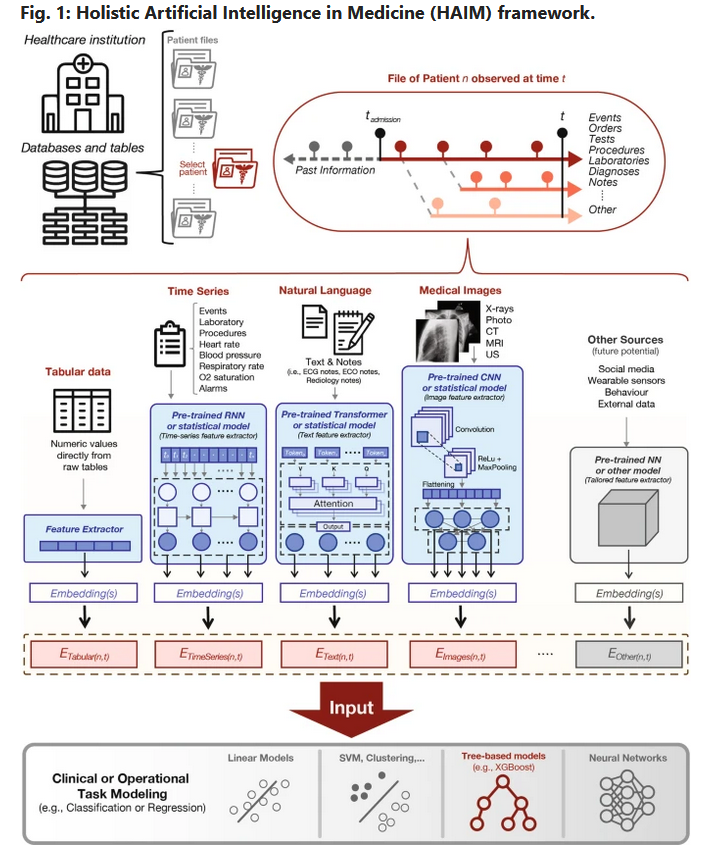 Fig. 1: Holistic Artificial Intelligence in Medicine (HAIM) framework.
Healthcare institution
Patient files
Databases and tables
Select
patient
File of Patient n observed at time t
t admission
t
Past Information
Events
Orders
Tests
Procedures
Laboratories
Diagnoses
Notes
Other
Tabular data
Numeric values
directly from
raw tables
Feature Extractor
Embedding(s)
E Tabular(n,t)
Time Series
Events
Laboratory
Procedures
Heart rate
Blood pressure
Respiratory rate
O2 saturation
Alarms
Pre-trained RNN
or statistical model
(Time-series feature extractor)
Embedding(s)
E TimeSeries(n,t)
Natural Language
Text & Notes
(i.e., ECG notes, ECO notes,
Rediology notes)
Pre-trained Transformer
or statistical model
(Text feature extractor)
V K Q
Attention
Output
Embedding(s)
E Text(n,t)
Medical Images
X-rays
Photo
CT
MRI
US
Pre-trained CNN
or statistical model
(Image feature extractor)
Convolution
ReLu +
MaxPooling
Flattening
Embedding(s)
E Images(n,t)
Other Sources
(future potential)
Social media
Wearable sensors
Behaviour
External data
Pre-trained NN
or other model
(Tailored feature extractor)
Embedding(s)
E Other(n,t)
Input
Clinical or Operational
Task Modeling
(e.g., Classification or Regression)
Linear Models
SVM, Clustering,...
Tree-based models
(e.g., XGBoost)
Neural Networks